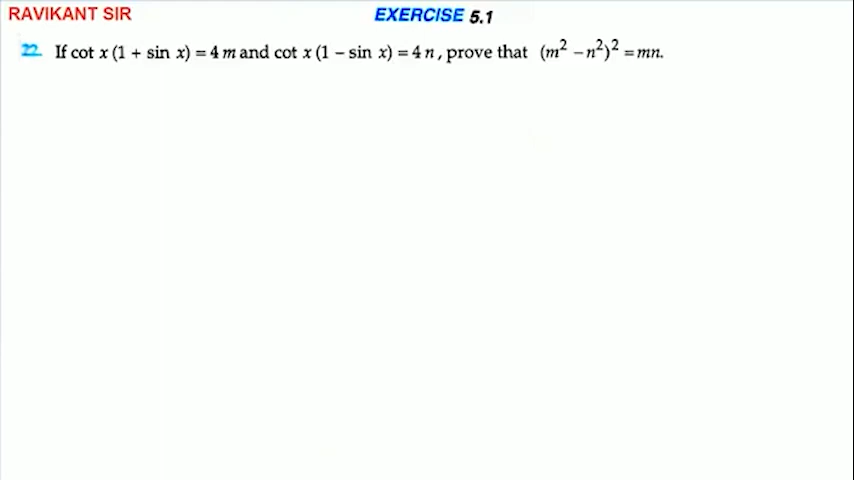 RAVIKANT SIR
EXERCISE 5.1
22. If cot x (1 + sin x) = 4 m and cot x (1 − sin x) = 4 n, prove that (m² − n²)² = mn.